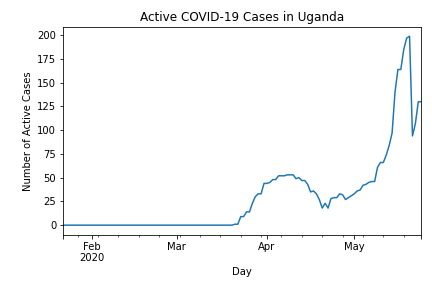 Active COVID-19 Cases in Uganda
Number of Active Cases
200
175
150
125
100
75
50
25
0
Feb Mar Apr May
2020
Day